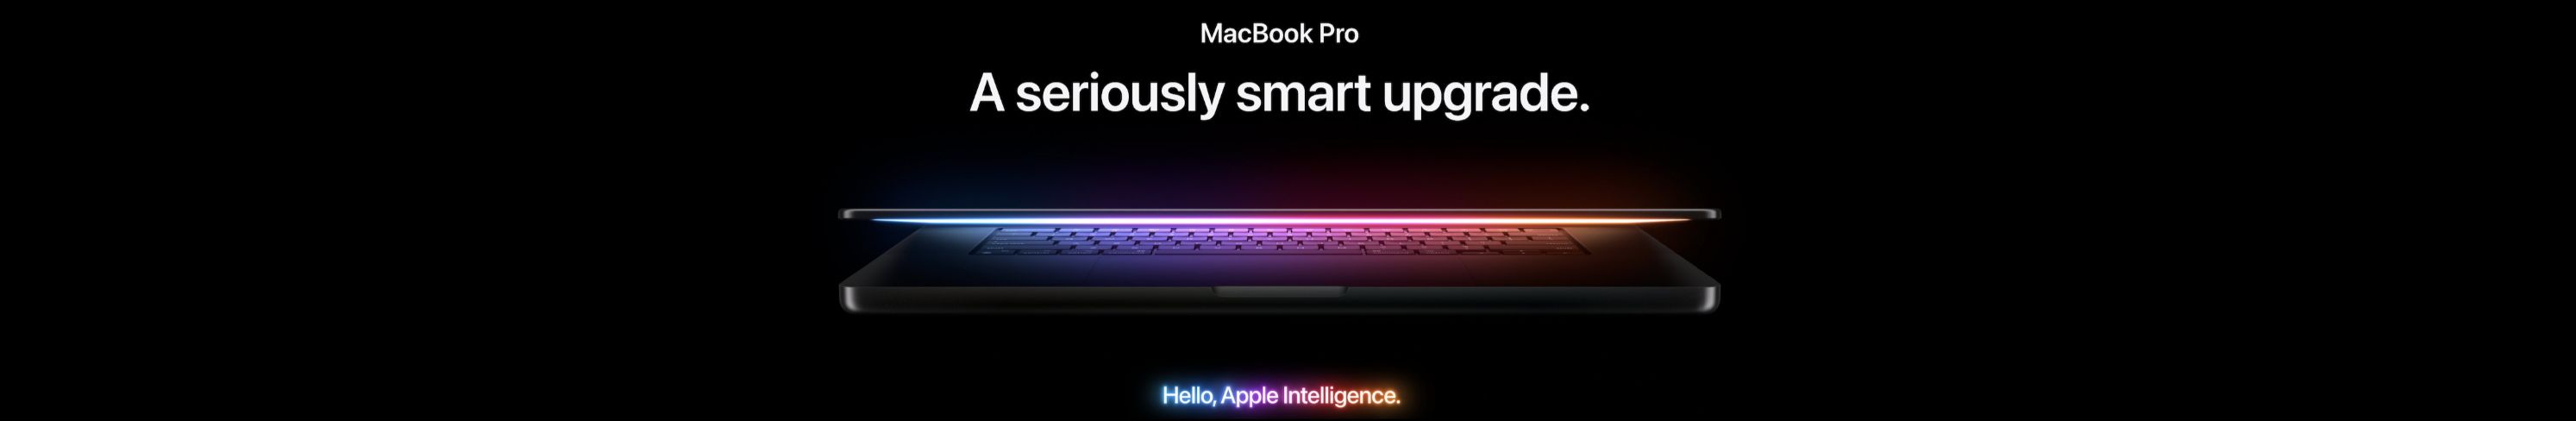 MacBook Pro
A seriously smart upgrade.
Hello, Apple Intelligence.